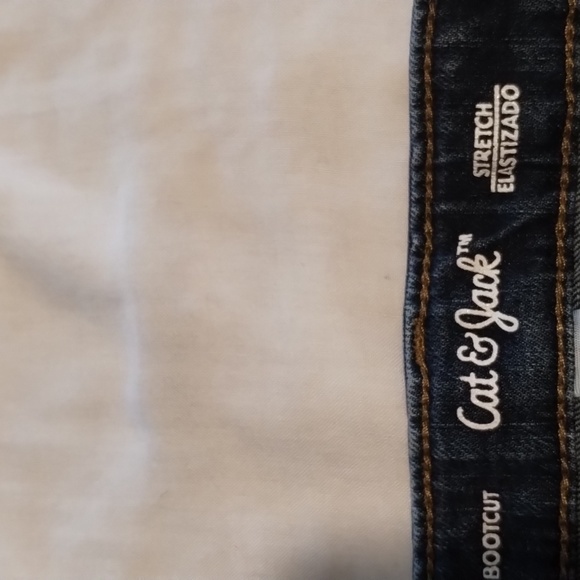 BOOTCUT
Cat & Jack™
STRETCH
ELASTIZADO